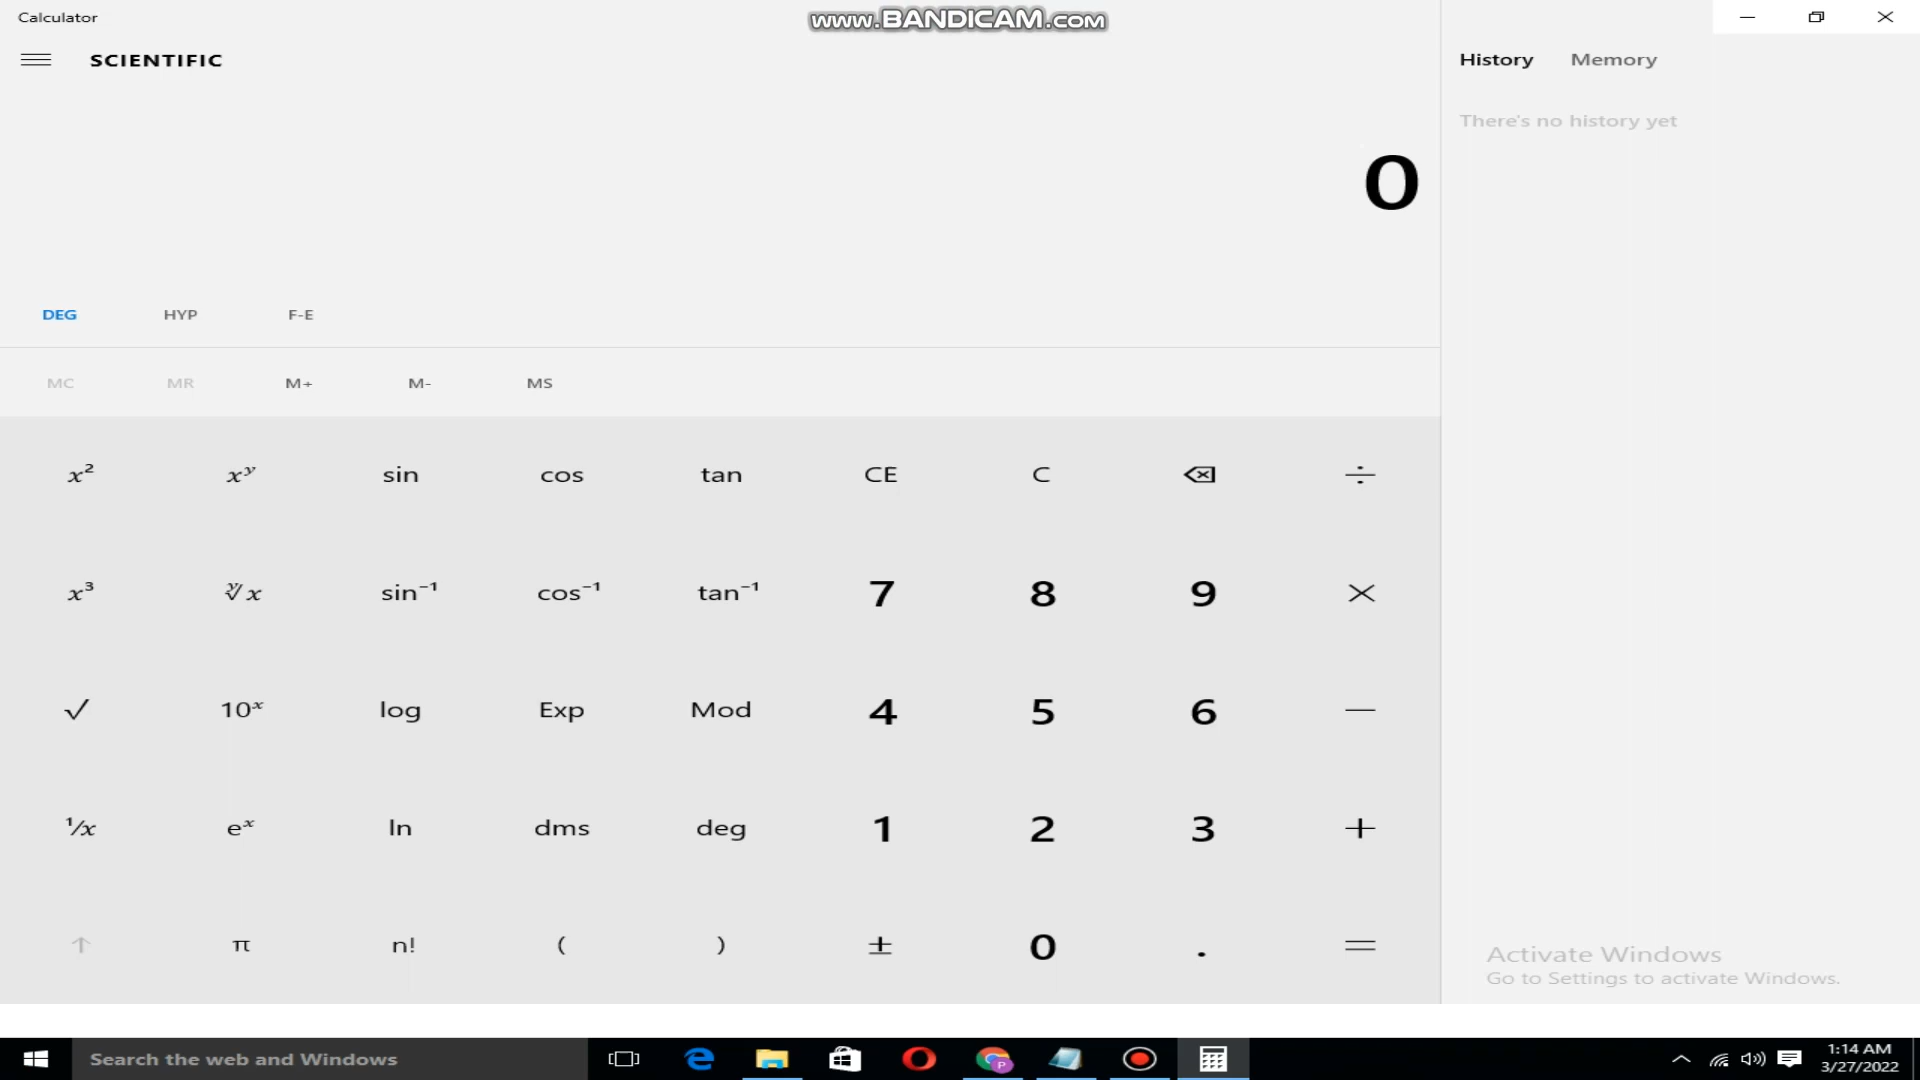 Calculator
www.BANDICAM.com
SCIENTIFIC
History Memory
There's no history yet
0
DEG HYP F-E
MC MR M+ M- MS
x² xʸ sin cos tan CE C ÷
x³ ʸ√x sin⁻¹ cos⁻¹ tan⁻¹ 7 8 9 ×
√ 10ˣ log Exp Mod 4 5 6 −
¹/x eˣ ln dms deg 1 2 3 +
↑ π n! ( ) ± 0 . =
Activate Windows
Go to Settings to activate Windows.
Search the web and Windows
P
1:14 AM
3/27/2022